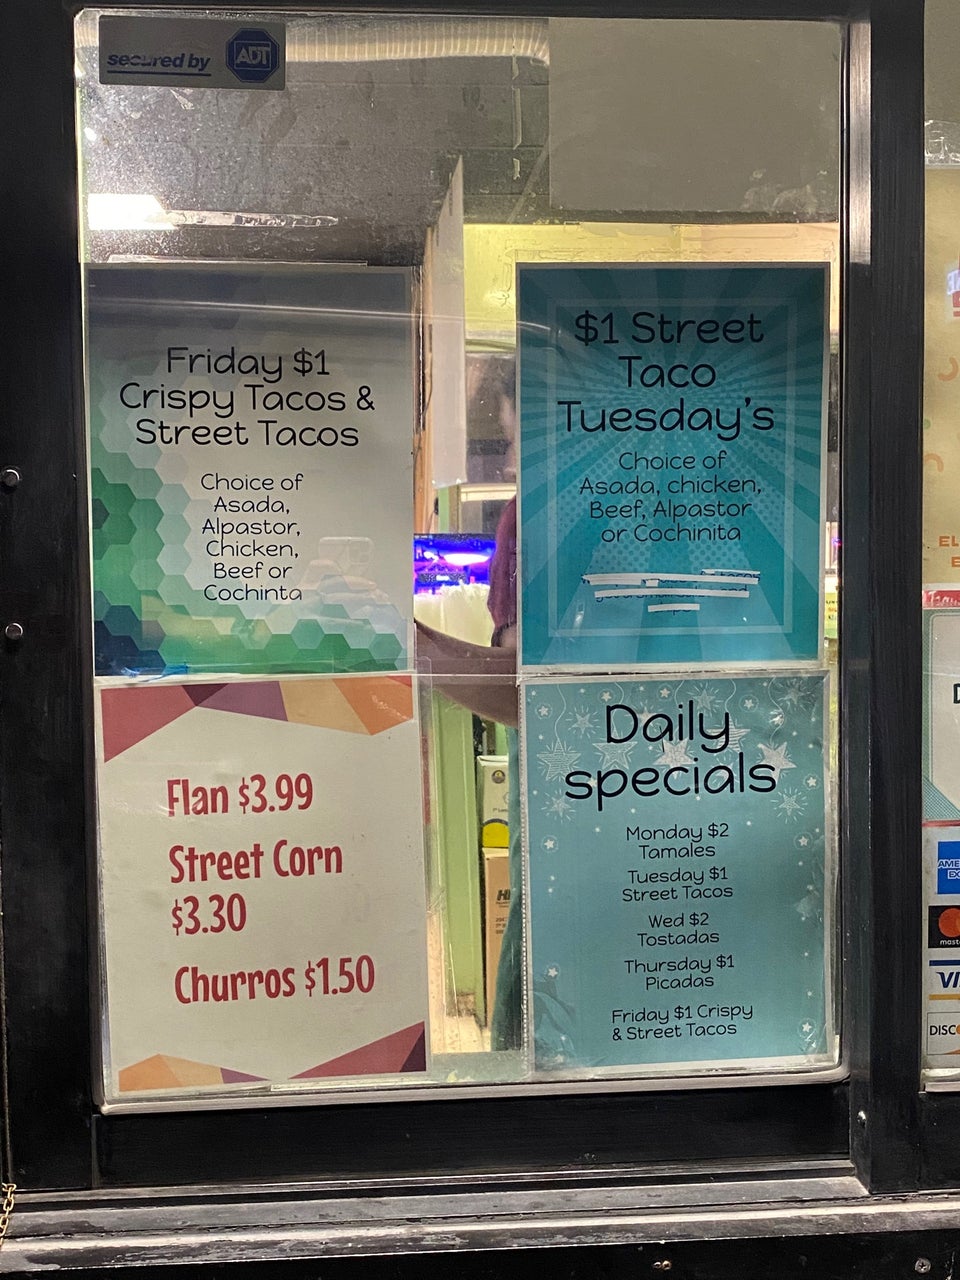 secured by ADT
Friday $1
Crispy Tacos &
Street Tacos
Choice of
Asada,
Alpastor,
Chicken,
Beef or
Cochinta
$1 Street
Taco
Tuesday's
Choice of
Asada, chicken,
Beef, Alpastor
or Cochinita
Flan $3.99
Street Corn
$3.30
Churros $1.50
Daily
specials
Monday $2
Tamales
Tuesday $1
Street Tacos
Wed $2
Tostadas
Thursday $1
Picadas
Friday $1 Crispy
& Street Tacos